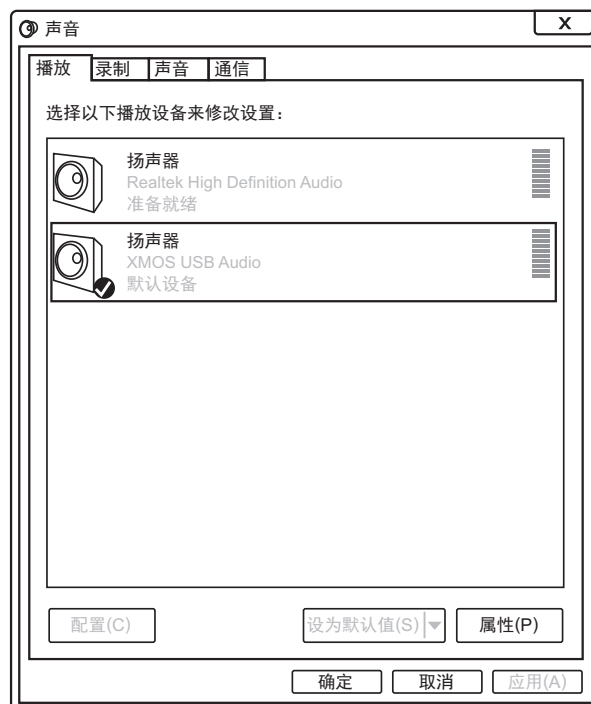 声音
X
播放 录制 声音 通信
选择以下播放设备来修改设置：
扬声器
Realtek High Definition Audio
准备就绪
扬声器
XMOS USB Audio
默认设备
配置(C) 设为默认值(S) 属性(P)
确定 取消 应用(A)